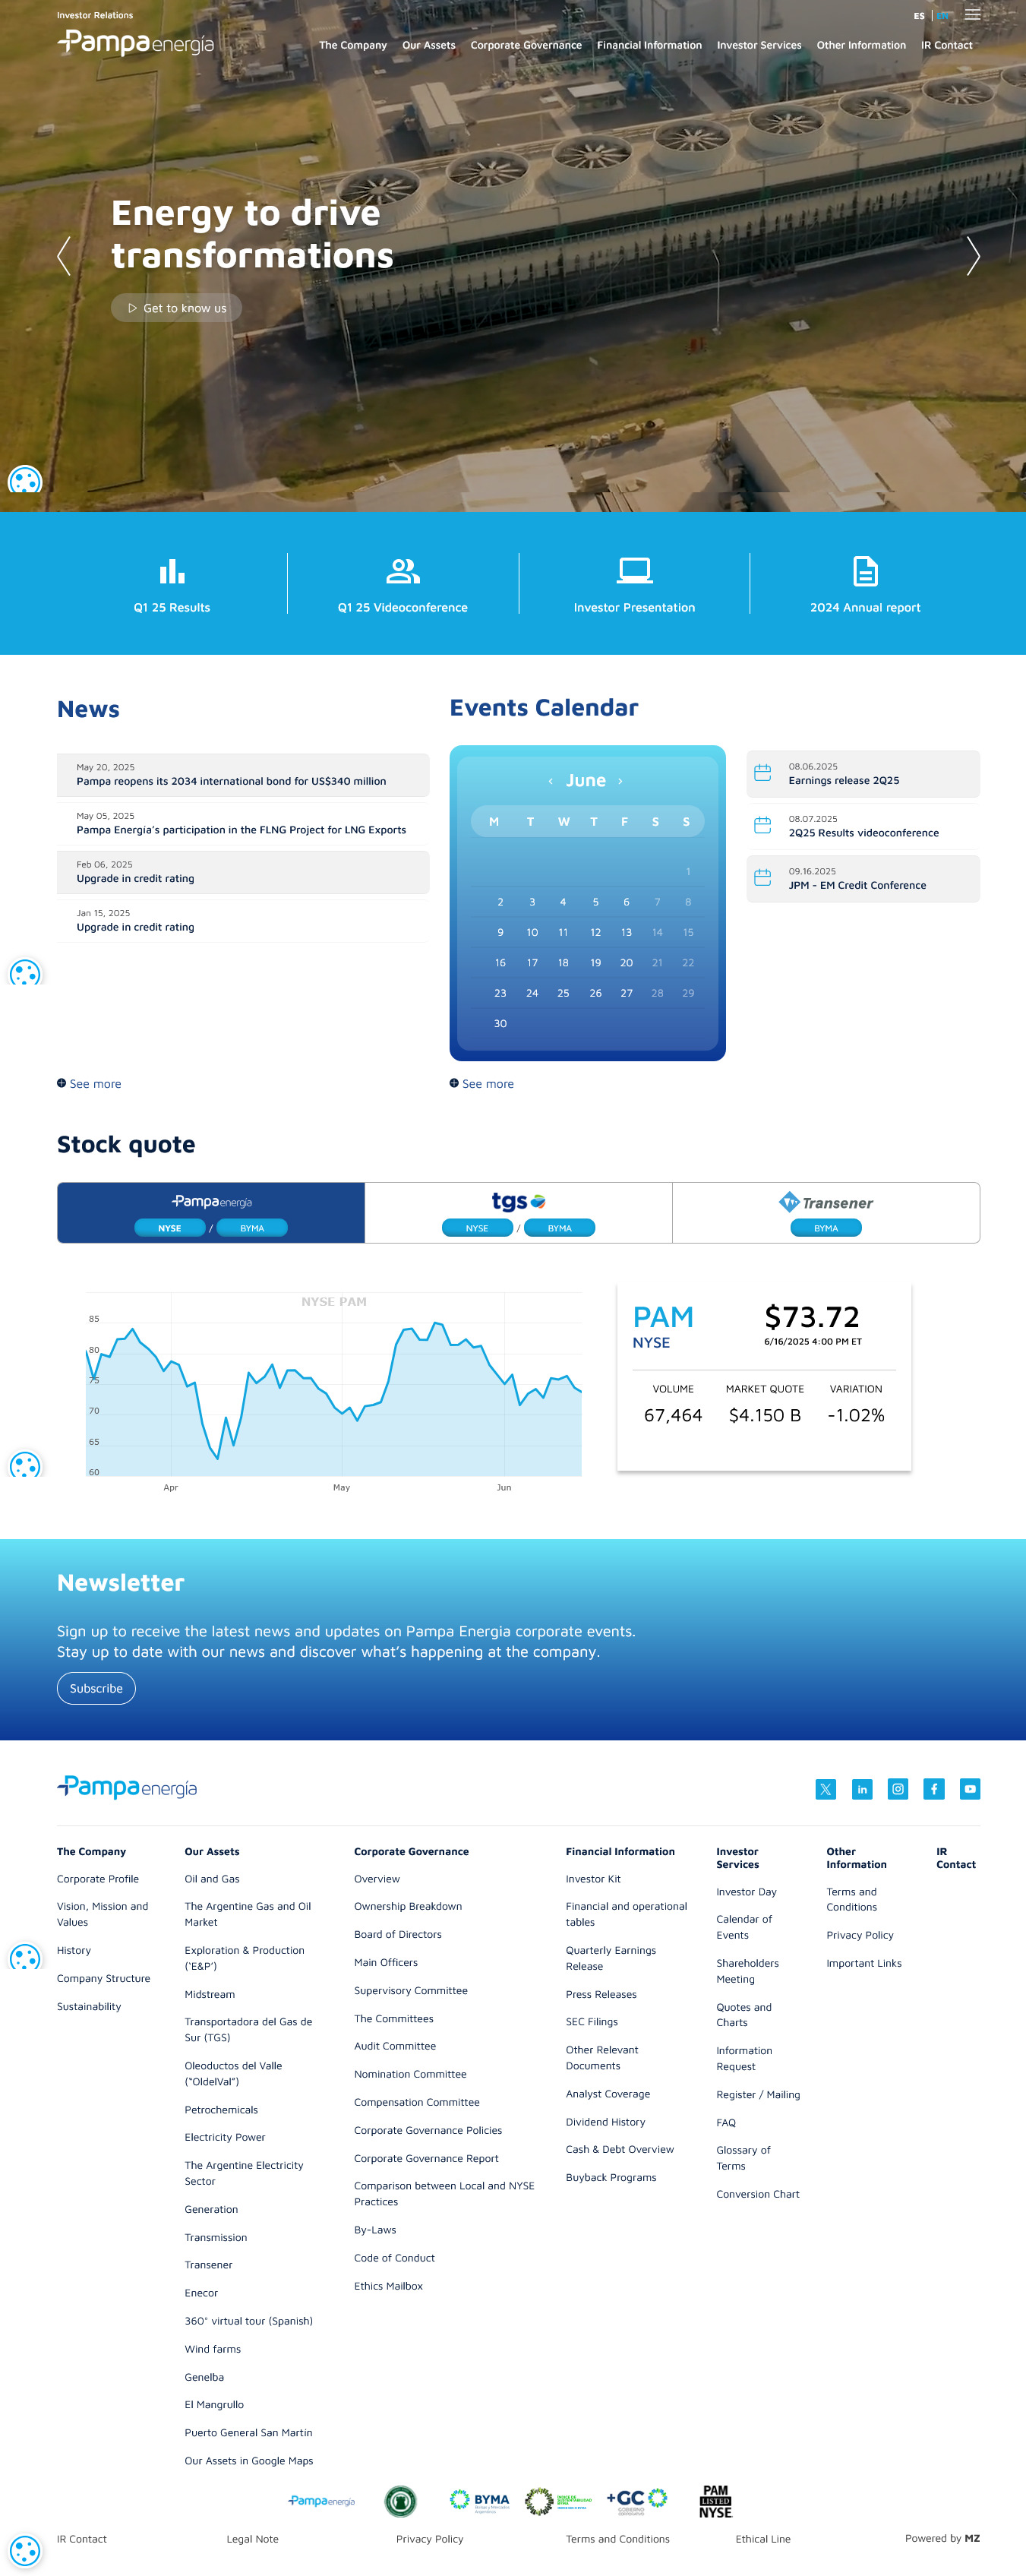 Investor Relations
ES
EN
Pampa energía
The Company
Our Assets
Corporate Governance
Financial Information
Investor Services
Other Information
IR Contact
Energy to drive
transformations
Get to know us
Q1 25 Results
Q1 25 Videoconference
Investor Presentation
2024 Annual report
News
May 20, 2025
Pampa reopens its 2034 international bond for US$340 million
May 05, 2025
Pampa Energía’s participation in the FLNG Project for LNG Exports
Feb 06, 2025
Upgrade in credit rating
Jan 15, 2025
Upgrade in credit rating
See more
Events Calendar
‹ June ›
M T W T F S S
1
2 3 4 5 6 7 8
9 10 11 12 13 14 15
16 17 18 19 20 21 22
23 24 25 26 27 28 29
30
08.06.2025
Earnings release 2Q25
08.07.2025
2Q25 Results videoconference
09.16.2025
JPM - EM Credit Conference
See more
Stock quote
Pampa energía
NYSE / BYMA
tgs
NYSE / BYMA
Transener
BYMA
NYSE PAM
85
80
75
70
65
60
Apr May Jun
PAM
NYSE
$73.72
6/16/2025 4:00 PM ET
VOLUME
67,464
MARKET QUOTE
$4.150 B
VARIATION
-1.02%
Newsletter
Sign up to receive the latest news and updates on Pampa Energia corporate events.
Stay up to date with our news and discover what’s happening at the company.
Subscribe
Pampa energía
The Company
Corporate Profile
Vision, Mission and
Values
History
Company Structure
Sustainability
Our Assets
Oil and Gas
The Argentine Gas and Oil
Market
Exploration & Production
(‘E&P’)
Midstream
Transportadora del Gas de
Sur (TGS)
Oleoductos del Valle
(“OldelVal”)
Petrochemicals
Electricity Power
The Argentine Electricity
Sector
Generation
Transmission
Transener
Enecor
360° virtual tour (Spanish)
Wind farms
Genelba
El Mangrullo
Puerto General San Martín
Our Assets in Google Maps
Corporate Governance
Overview
Ownership Breakdown
Board of Directors
Main Officers
Supervisory Committee
The Committees
Audit Committee
Nomination Committee
Compensation Committee
Corporate Governance Policies
Corporate Governance Report
Comparison between Local and NYSE
Practices
By-Laws
Code of Conduct
Ethics Mailbox
Financial Information
Investor Kit
Financial and operational
tables
Quarterly Earnings
Release
Press Releases
SEC Filings
Other Relevant
Documents
Analyst Coverage
Dividend History
Cash & Debt Overview
Buyback Programs
Investor
Services
Investor Day
Calendar of
Events
Shareholders
Meeting
Quotes and
Charts
Information
Request
Register / Mailing
FAQ
Glossary of
Terms
Conversion Chart
Other
Information
Terms and
Conditions
Privacy Policy
Important Links
IR
Contact
Pampa energía
BYMA
+GC
GOBIERNO
CORPORATIVO
PAM
LISTED
NYSE
IR Contact
Legal Note
Privacy Policy
Terms and Conditions
Ethical Line
Powered by MZ